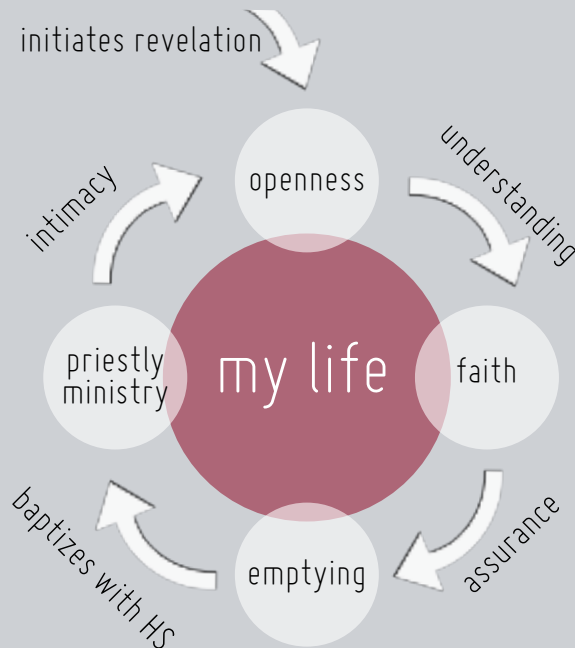 initiates revelation
openness
understanding
intimacy
my life
priestly
ministry
faith
baptizes with HS
emptying
assurance